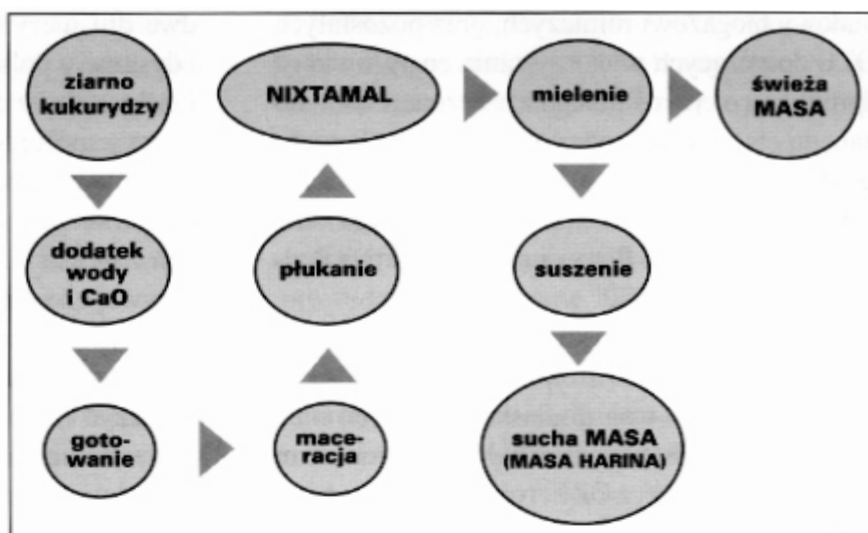 ziarno
kukurydzy
dodatek
wody
i CaO
goto-
wanie
mace-
racja
płukanie
NIXTAMAL
mielenie
świeża
MASA
suszenie
sucha MASA
(MASA HARINA)